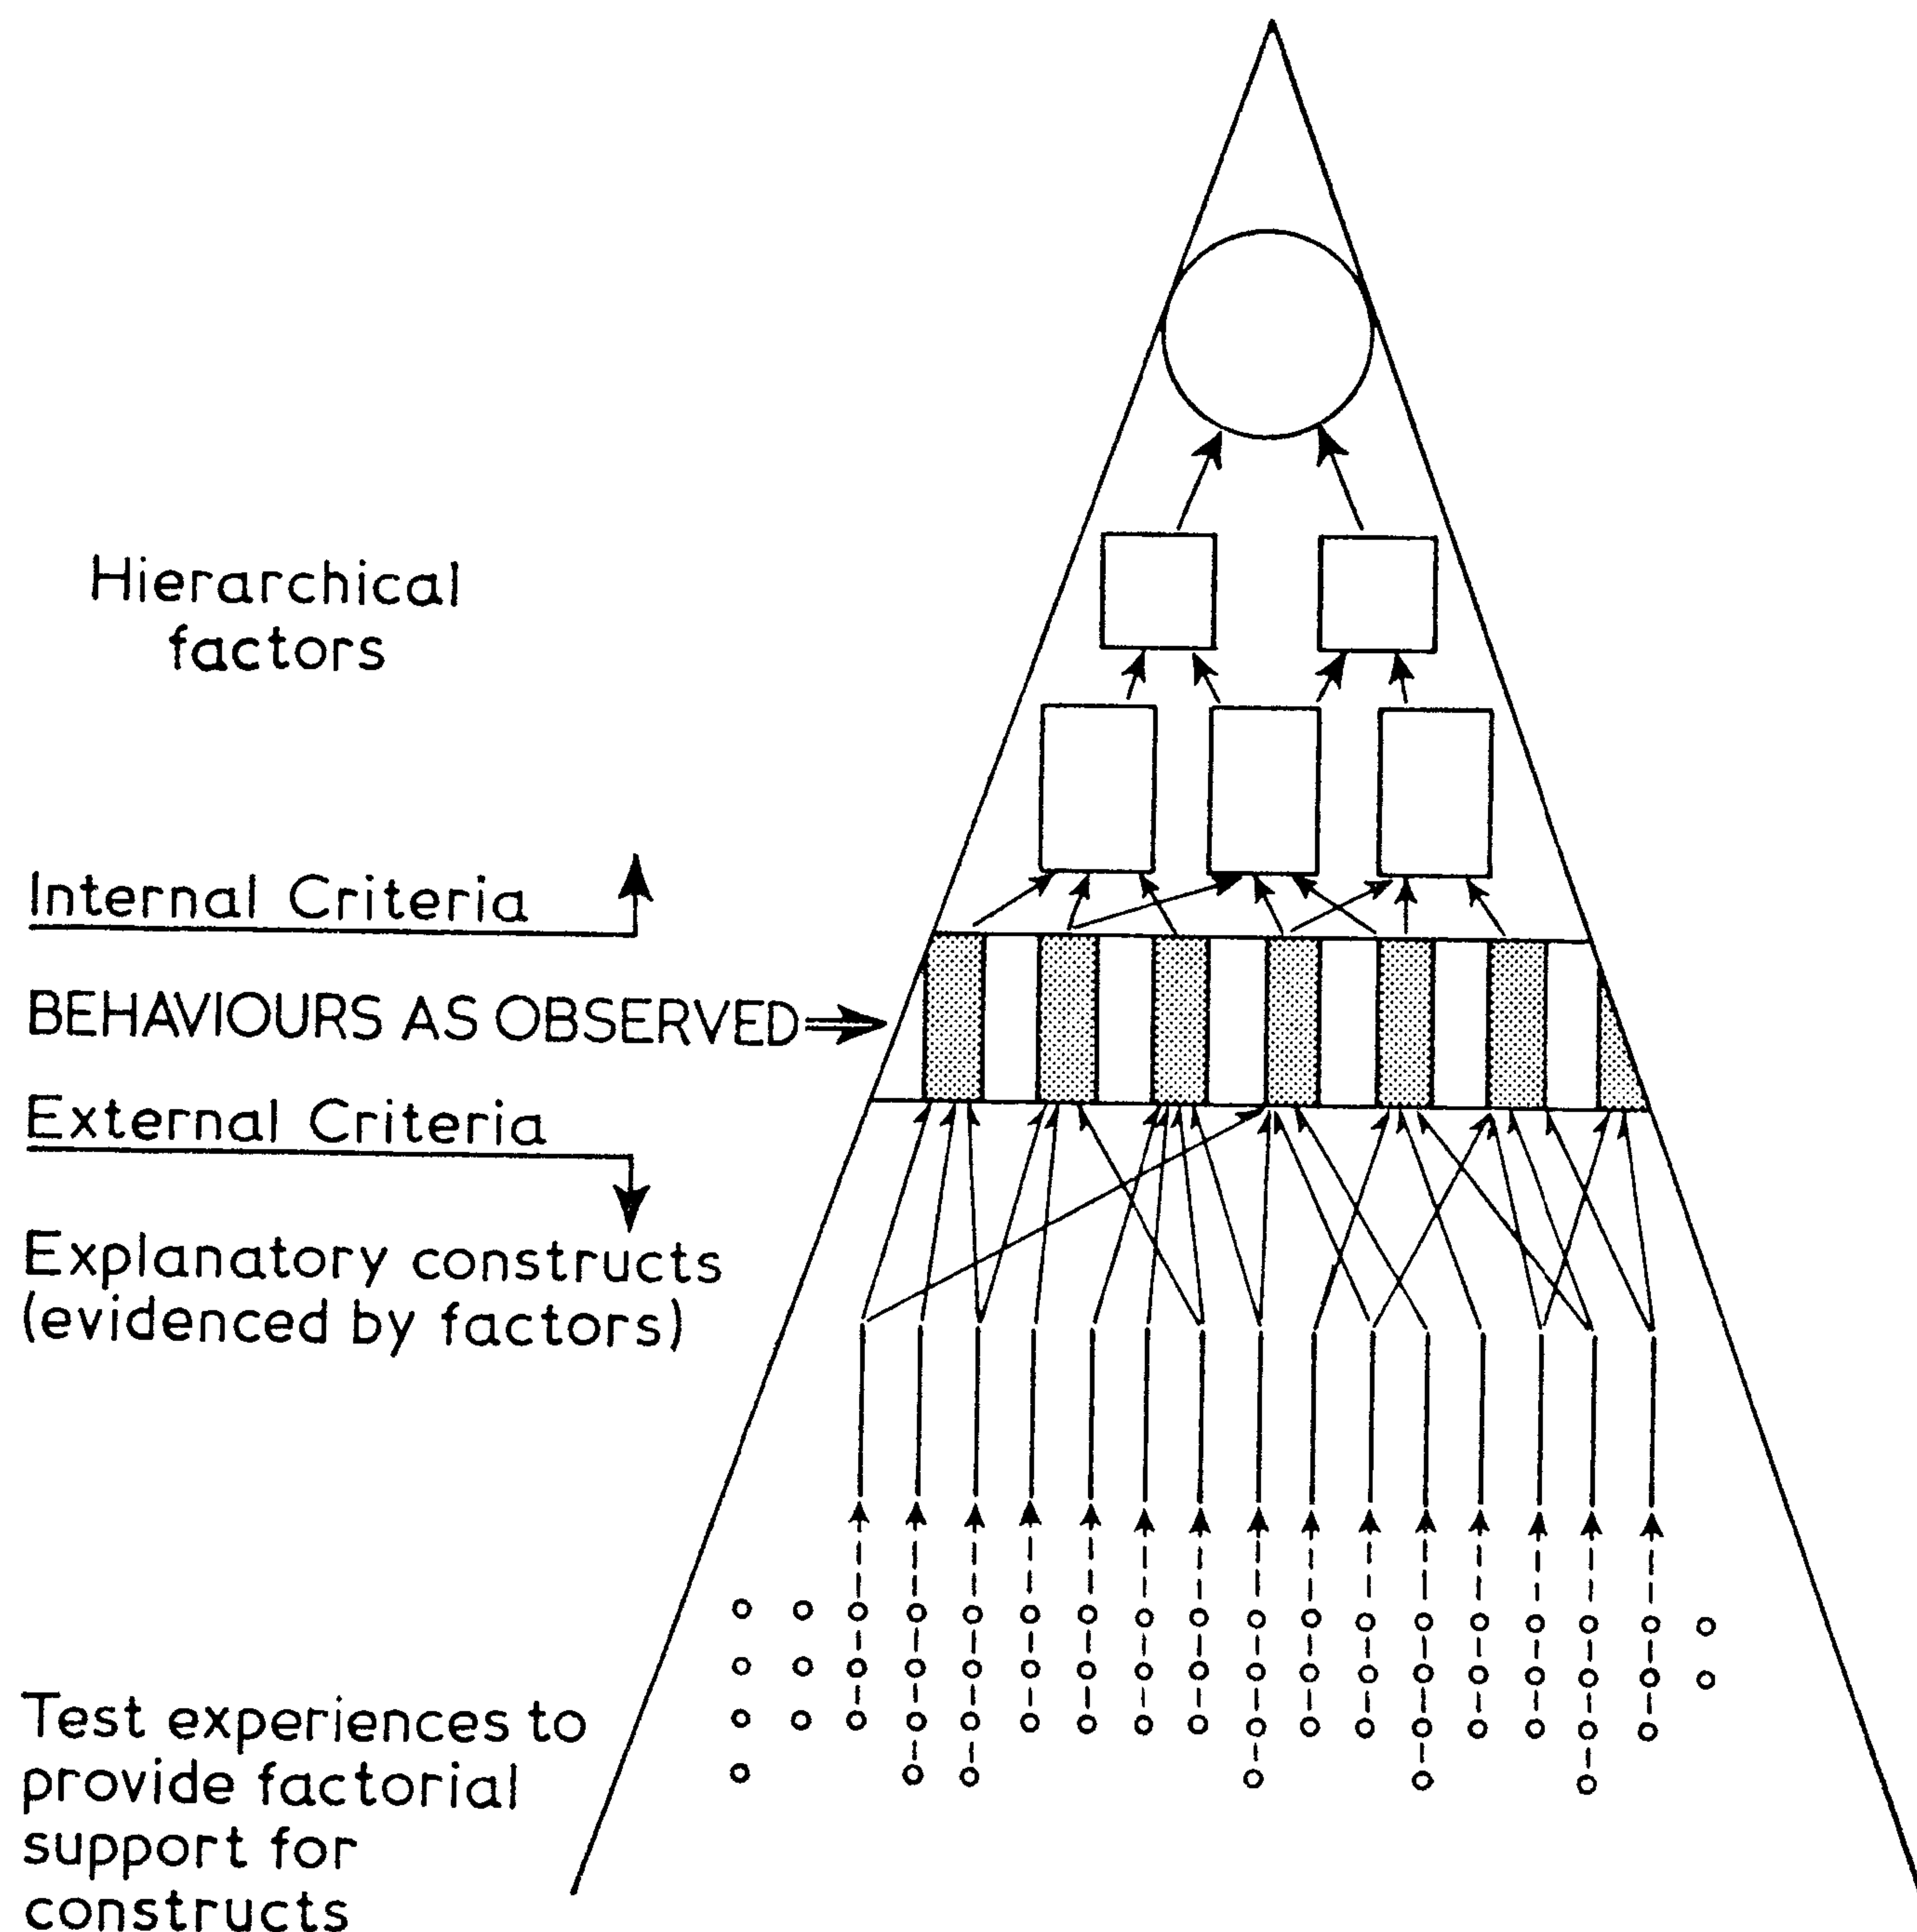 Hierarchical
factors
Internal Criteria
BEHAVIOURS AS OBSERVED
External Criteria
Explanatory constructs
(evidenced by factors)
Test experiences to
provide factorial
support for
constructs